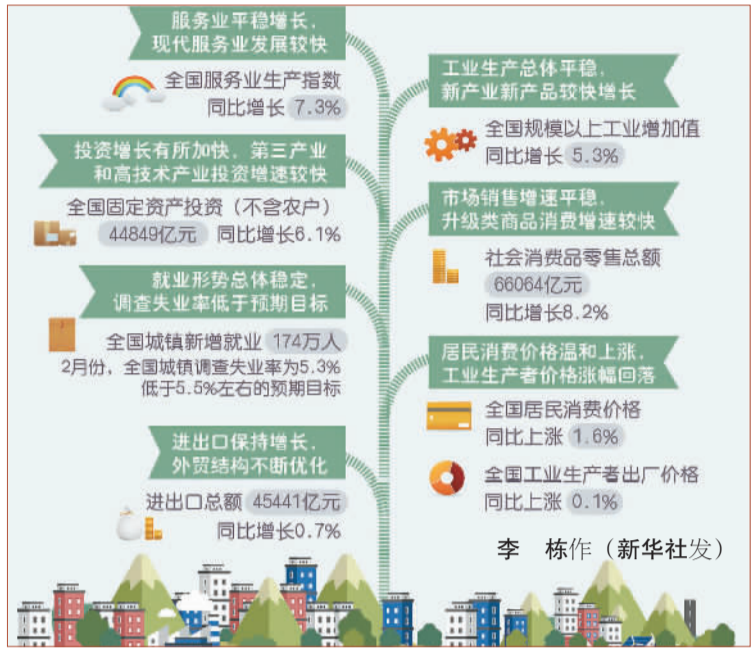 服务业平稳增长，
现代服务业发展较快
全国服务业生产指数
同比增长 7.3%
投资增长有所加快，第三产业
和高技术产业投资增速较快
全国固定资产投资（不含农户）
44849亿元 同比增长6.1%
就业形势总体稳定，
调查失业率低于预期目标
全国城镇新增就业 174万人
2月份，全国城镇调查失业率为5.3%
低于5.5%左右的预期目标
进出口保持增长，
外贸结构不断优化
进出口总额 45441亿元
同比增长0.7%
工业生产总体平稳，
新产业新产品较快增长
全国规模以上工业增加值
同比增长 5.3%
市场销售增速平稳，
升级类商品消费增速较快
社会消费品零售总额
66064亿元
同比增长8.2%
居民消费价格温和上涨，
工业生产者价格涨幅回落
全国居民消费价格
同比上涨 1.6%
全国工业生产者出厂价格
同比上涨 0.1%
李　栋作（新华社发）